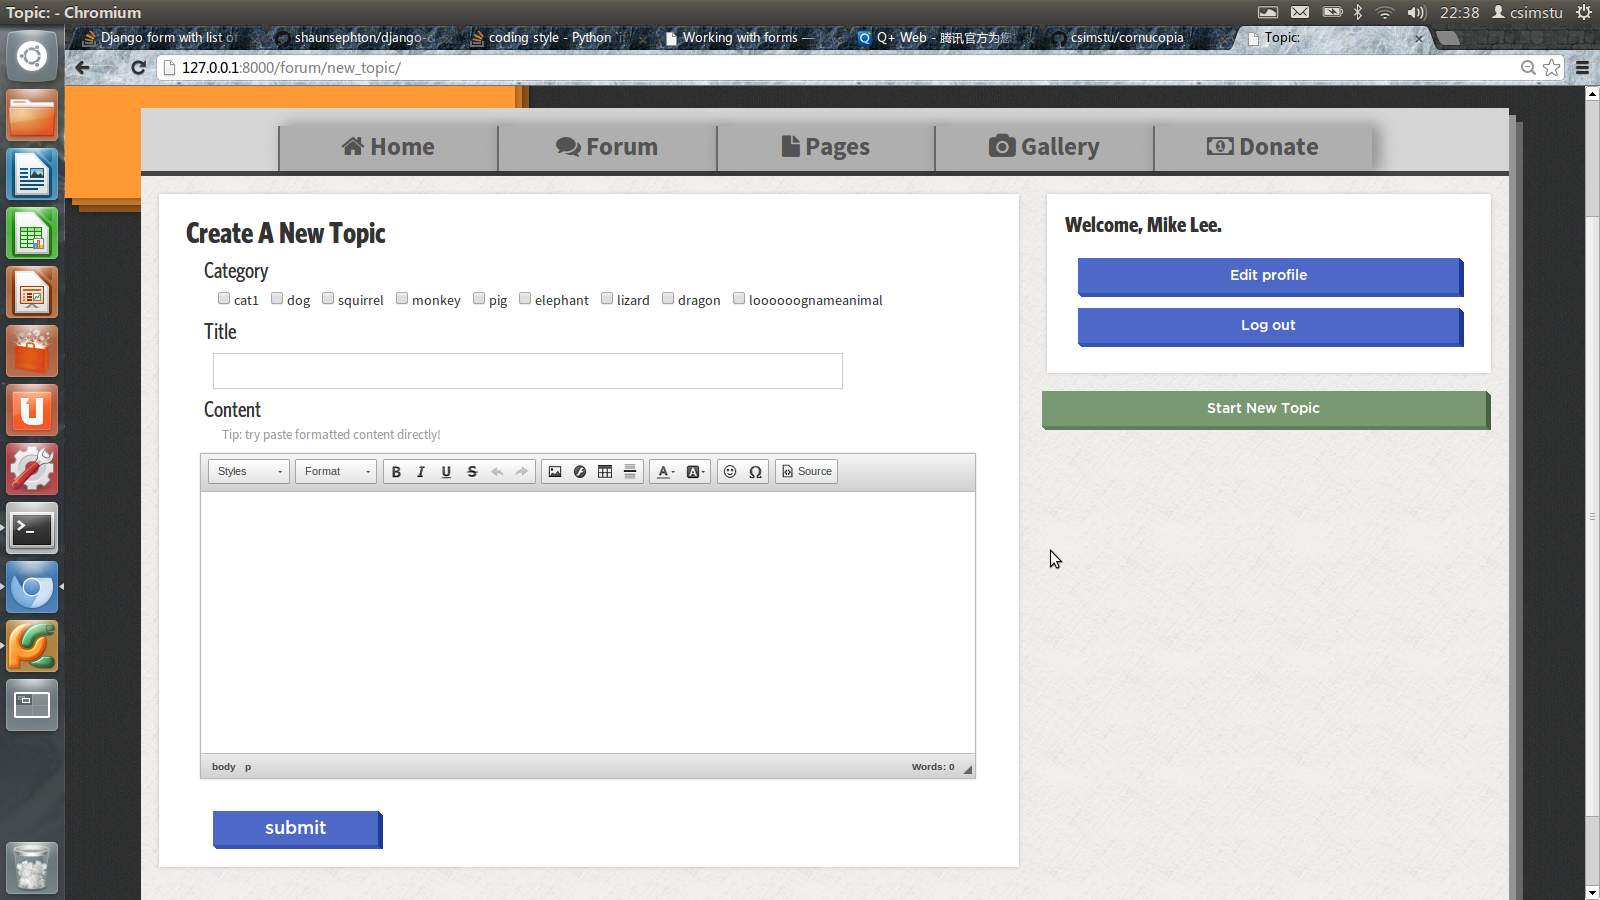 Topic: - Chromium
22:38 csimstu
Django form with list of
shaunsephton/django-c
coding style - Python
Working with forms —
Q+ Web - 腾讯官方为您
csimstu/cornucopia
Topic:
127.0.0.1:8000/forum/new_topic/
Home Forum Pages Gallery Donate
Create A New Topic
Category
cat1 dog squirrel monkey pig elephant lizard dragon loooooognameanimal
Title
Content
Tip: try paste formatted content directly!
Styles Format B I U S A A Ω Source
body p Words: 0
submit
Welcome, Mike Lee.
Edit profile
Log out
Start New Topic